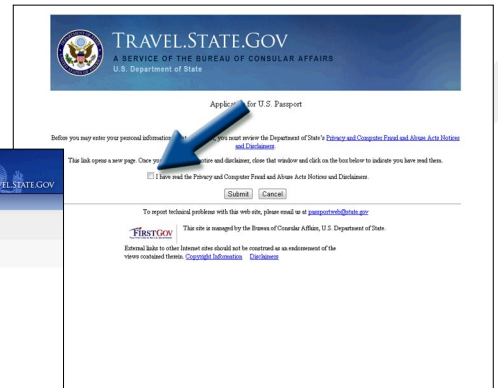 TRAVEL.STATE.GOV
A SERVICE OF THE BUREAU OF CONSULAR AFFAIRS
U.S. Department of State
for U.S. Passport
Before you may enter your personal information you must review the Department of State's Privacy and Computer Fraud and Abuse Acts Notices
and Disclaimers.
This link opens a new page. Once notice and disclaimer, close that window and click on the box below to indicate you have read them.
I have read the Privacy and Computer Fraud and Abuse Acts Notices and Disclaimers.
Submit Cancel
To report technical problems with this web site, please email us at passportweb@state.gov
FIRSTGOV
This site is managed by the Bureau of Consular Affairs, U.S. Department of State.
External links to other Internet sites should not be construed as an endorsement of the
views contained therein. Copyright Information Disclaimers